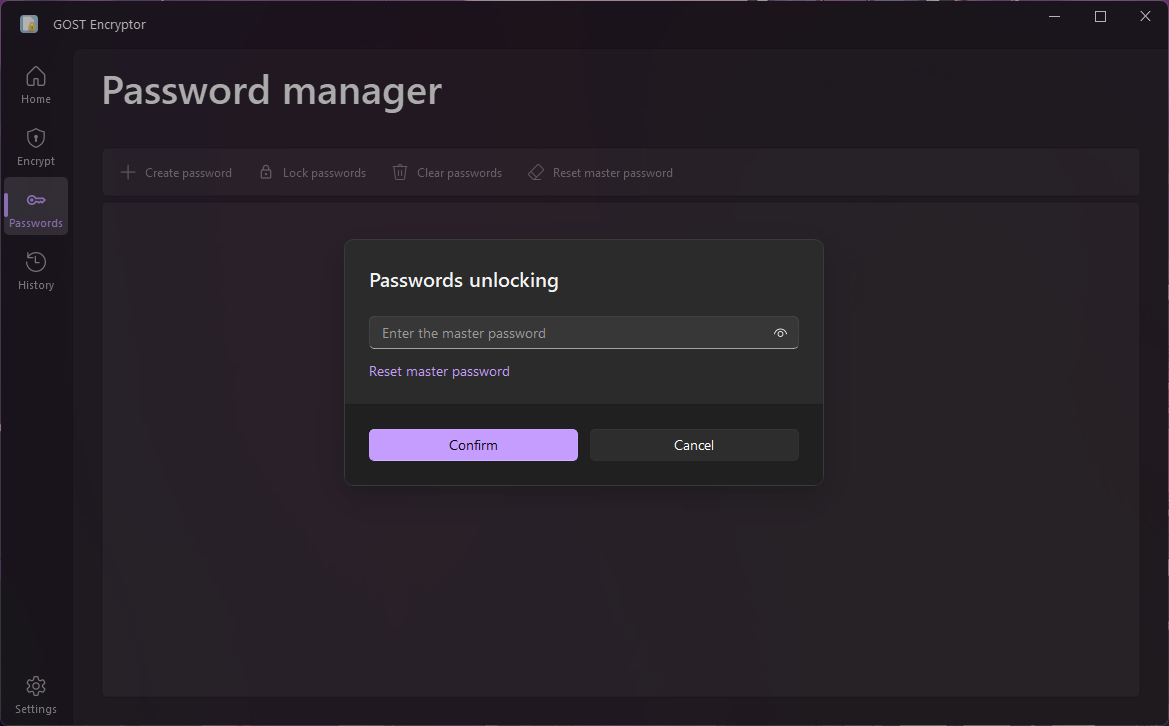 GOST Encryptor
Home
Encrypt
Passwords
History
Settings
Password manager
Create password
Lock passwords
Clear passwords
Reset master password
Passwords unlocking
Enter the master password
Reset master password
Confirm
Cancel